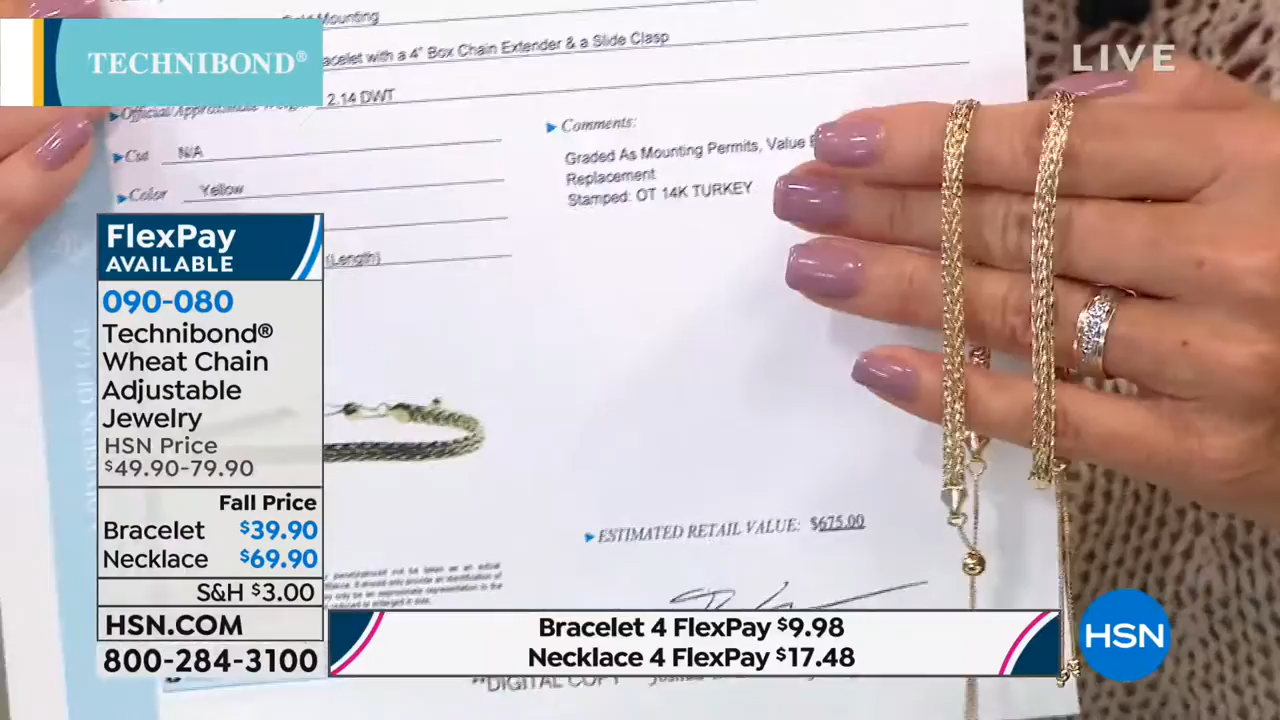 TECHNIBOND®
LIVE
Mounting
with a 4" Box Chain Extender & a Slide Clasp
2.14 DWT
Comments:
Cut N/A
Graded As Mounting Permits, Value
Replacement
Stamped: OT 14K TURKEY
Color Yellow
(Length)
FlexPay
AVAILABLE
090-080
Technibond®
Wheat Chain
Adjustable
Jewelry
HSN Price
$49.90-79.90
Fall Price
Bracelet $39.90
Necklace $69.90
S&H $3.00
HSN.COM
800-284-3100
ESTIMATED RETAIL VALUE: $675.00
Bracelet 4 FlexPay $9.98
Necklace 4 FlexPay $17.48
HSN
**DIGITAL COPY